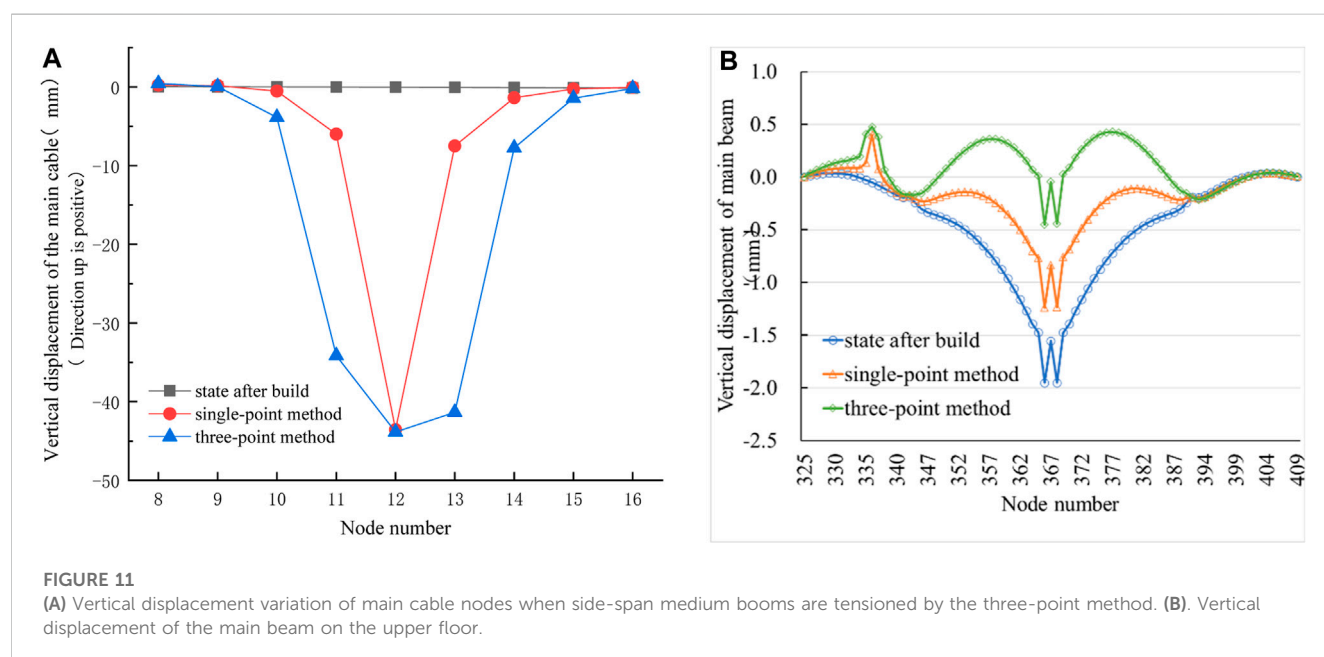 A
Vertical displacement of the main cable( mm)
( Direction up is positive)
0
-10
-20
-30
-40
-50
state after build
single-point method
three-point method
8 9 10 11 12 13 14 15 16
Node number
B
Vertical displacement of main beam
(mm)
1.0
0.5
0.0
-0.5
-1.0
-1.5
-2.0
-2.5
state after build
single-point method
three-point method
325 330 335 340 347 352 357 362 367 372 377 382 387 394 399 404 409
Node number
FIGURE 11
(A) Vertical displacement variation of main cable nodes when side-span medium booms are tensioned by the three-point method. (B). Vertical
displacement of the main beam on the upper floor.